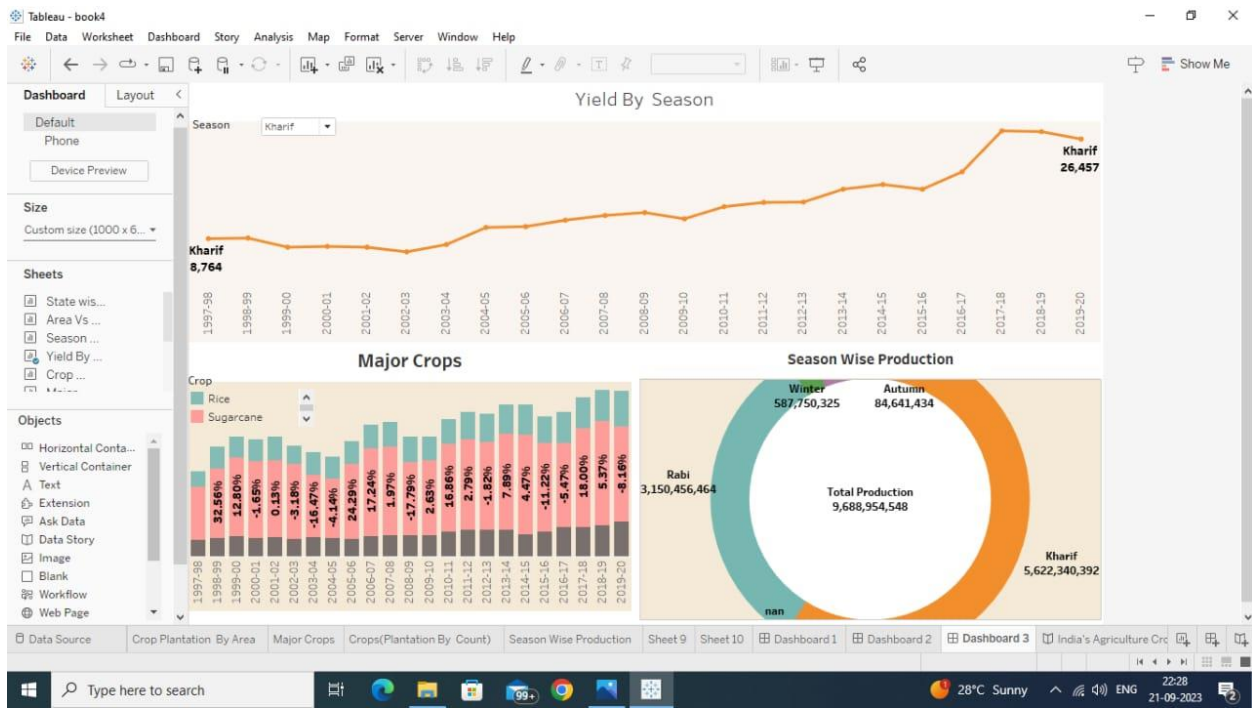 Tableau - book4
File Data Worksheet Dashboard Story Analysis Map Format Server Window Help
Show Me
Dashboard Layout
Default
Phone
Device Preview
Size
Custom size (1000 x 6...
Sheets
State wis...
Area Vs ...
Season ...
Yield By ...
Crop ...
Objects
Horizontal Conta...
Vertical Container
Text
Extension
Ask Data
Data Story
Image
Blank
Workflow
Web Page
Yield By Season
Season Kharif
Kharif
26,457
Kharif
8,764
1997-98 1998-99 1999-00 2000-01 2001-02 2002-03 2003-04 2004-05 2005-06 2006-07 2007-08 2008-09 2009-10 2010-11 2011-12 2012-13 2013-14 2014-15 2015-16 2016-17 2017-18 2018-19 2019-20
Major Crops
Crop
Rice
Sugarcane
32.56% 12.80% -1.65% 0.13% -3.18% -16.47% -4.14% 24.29% 17.24% 1.97% -17.79% 2.63% 16.86% 2.79% -1.82% 7.89% 4.47% -11.22% -5.47% 18.00% 5.37% -8.16%
1997-98 1998-99 1999-00 2000-01 2001-02 2002-03 2003-04 2004-05 2005-06 2006-07 2007-08 2008-09 2009-10 2010-11 2011-12 2012-13 2013-14 2014-15 2015-16 2016-17 2017-18 2018-19 2019-20
Season Wise Production
Winter
587,750,325
Autumn
84,641,434
Rabi
3,150,456,464
Total Production
9,688,954,548
Kharif
5,622,340,392
nan
Data Source Crop Plantation By Area Major Crops Crops(Plantation By Count) Season Wise Production Sheet 9 Sheet 10 Dashboard 1 Dashboard 2 Dashboard 3 India's Agriculture Crc
Type here to search
99+
28°C Sunny
ENG
22:28
21-09-2023
2